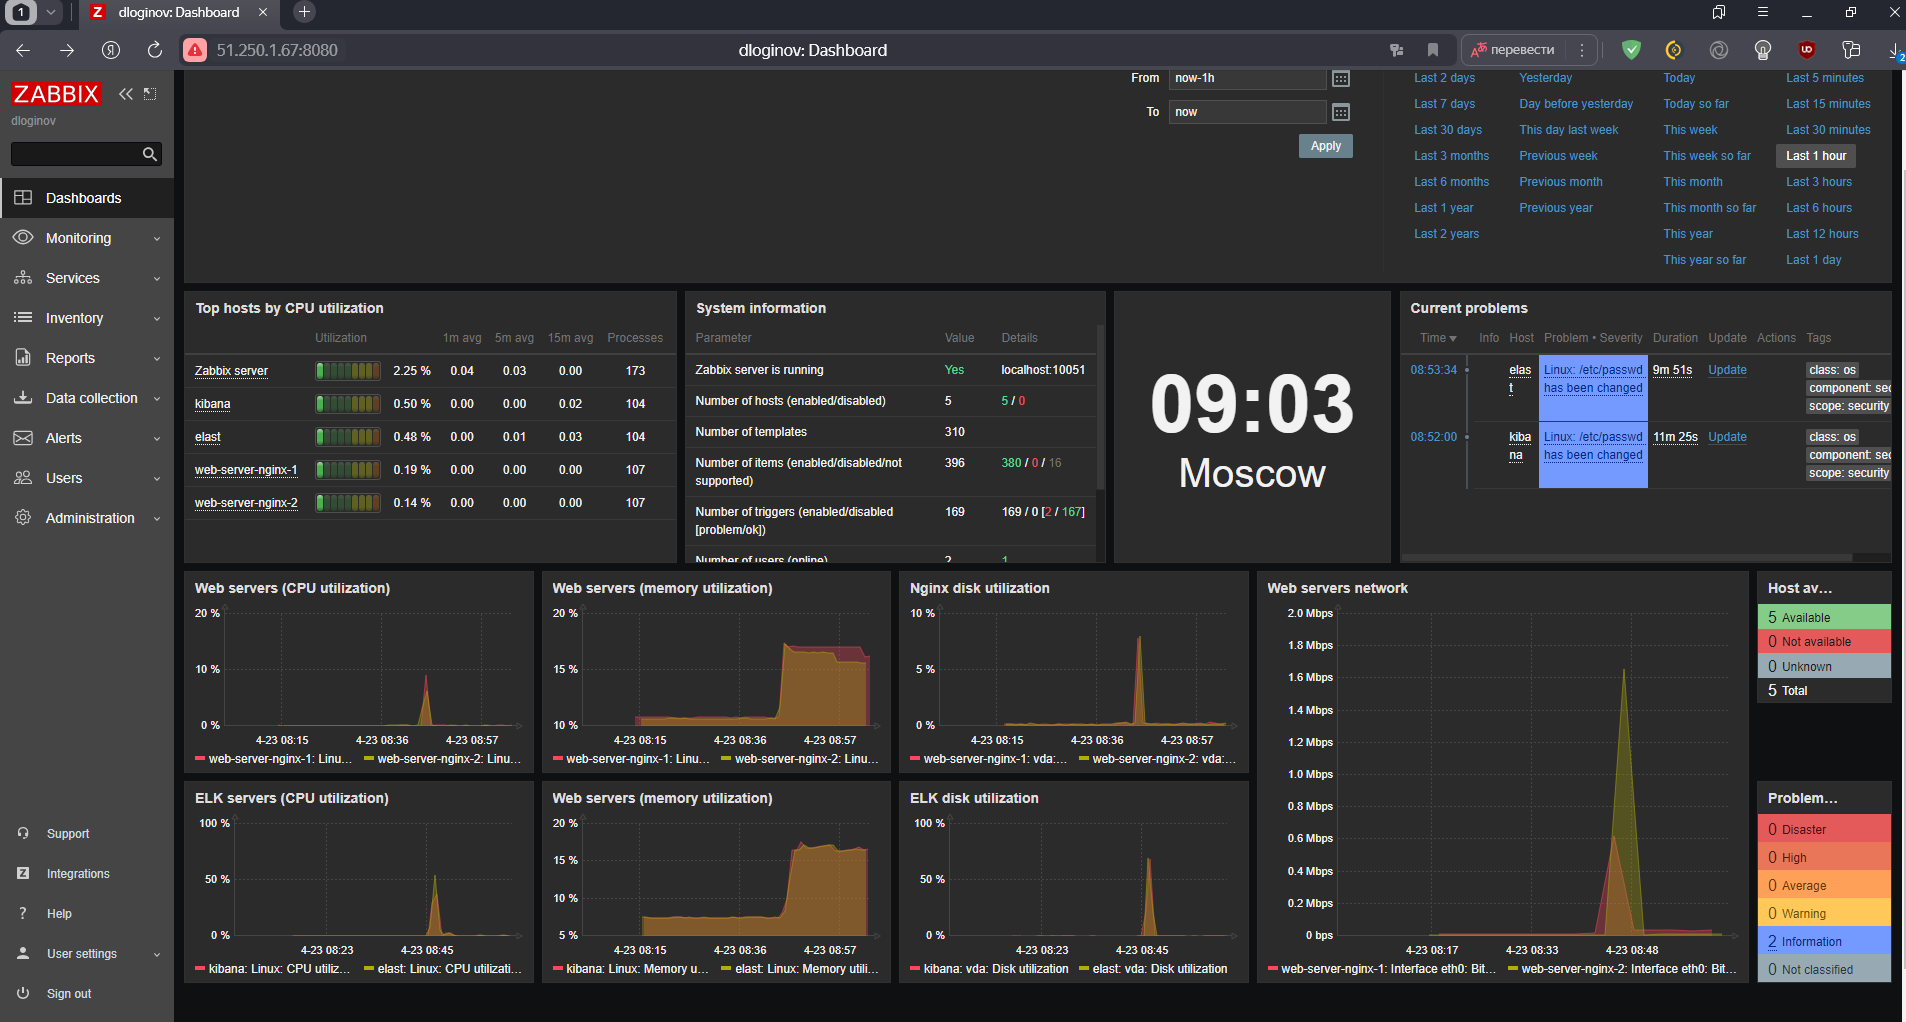 1
dloginov: Dashboard
51.250.1.67:8080
dloginov: Dashboard
перевести
2
ZABBIX
dloginov
Dashboards
Monitoring
Services
Inventory
Reports
Data collection
Alerts
Users
Administration
Support
Integrations
Help
User settings
Sign out
From now-1h
To now
Apply
Last 2 days Yesterday Today Last 5 minutes
Last 7 days Day before yesterday Today so far Last 15 minutes
Last 30 days This day last week This week Last 30 minutes
Last 3 months Previous week This week so far Last 1 hour
Last 6 months Previous month This month Last 3 hours
Last 1 year Previous year This month so far Last 6 hours
Last 2 years This year Last 12 hours
This year so far Last 1 day
Top hosts by CPU utilization
Utilization 1m avg 5m avg 15m avg Processes
Zabbix server 2.25 % 0.04 0.03 0.00 173
kibana 0.50 % 0.00 0.00 0.02 104
elast 0.48 % 0.00 0.01 0.03 104
web-server-nginx-1 0.19 % 0.00 0.00 0.00 107
web-server-nginx-2 0.14 % 0.00 0.00 0.00 107
System information
Parameter Value Details
Zabbix server is running Yes localhost:10051
Number of hosts (enabled/disabled) 5 5 / 0
Number of templates 310
Number of items (enabled/disabled/not supported) 396 380 / 0 / 16
Number of triggers (enabled/disabled [problem/ok]) 169 169 / 0 [2 / 167]
Number of users (online) 2 1
09:03
Moscow
Current problems
Time Info Host Problem • Severity Duration Update Actions Tags
08:53:34 elast Linux: /etc/passwd has been changed 9m 51s Update class: os component: sec scope: security
08:52:00 kibana Linux: /etc/passwd has been changed 11m 25s Update class: os component: sec scope: security
Web servers (CPU utilization)
20 %
10 %
0 %
4-23 08:15 4-23 08:36 4-23 08:57
web-server-nginx-1: Linu... web-server-nginx-2: Linu...
Web servers (memory utilization)
20 %
15 %
10 %
4-23 08:15 4-23 08:36 4-23 08:57
web-server-nginx-1: Linu... web-server-nginx-2: Linu...
Nginx disk utilization
10 %
5 %
0 %
4-23 08:15 4-23 08:36 4-23 08:57
web-server-nginx-1: vda:... web-server-nginx-2: vda:...
Web servers network
2.0 Mbps
1.8 Mbps
1.6 Mbps
1.4 Mbps
1.2 Mbps
1.0 Mbps
0.8 Mbps
0.6 Mbps
0.4 Mbps
0.2 Mbps
0 bps
4-23 08:17 4-23 08:33 4-23 08:48
web-server-nginx-1: Interface eth0: Bit... web-server-nginx-2: Interface eth0: Bit...
Host av...
5 Available
0 Not available
0 Unknown
5 Total
ELK servers (CPU utilization)
100 %
50 %
0 %
4-23 08:23 4-23 08:45
kibana: Linux: CPU utiliz... elast: Linux: CPU utilizati...
Web servers (memory utilization)
20 %
15 %
10 %
5 %
4-23 08:15 4-23 08:36 4-23 08:57
kibana: Linux: Memory u... elast: Linux: Memory utili...
ELK disk utilization
100 %
50 %
0 %
4-23 08:23 4-23 08:45
kibana: vda: Disk utilization elast: vda: Disk utilization
Problem...
0 Disaster
0 High
0 Average
0 Warning
2 Information
0 Not classified